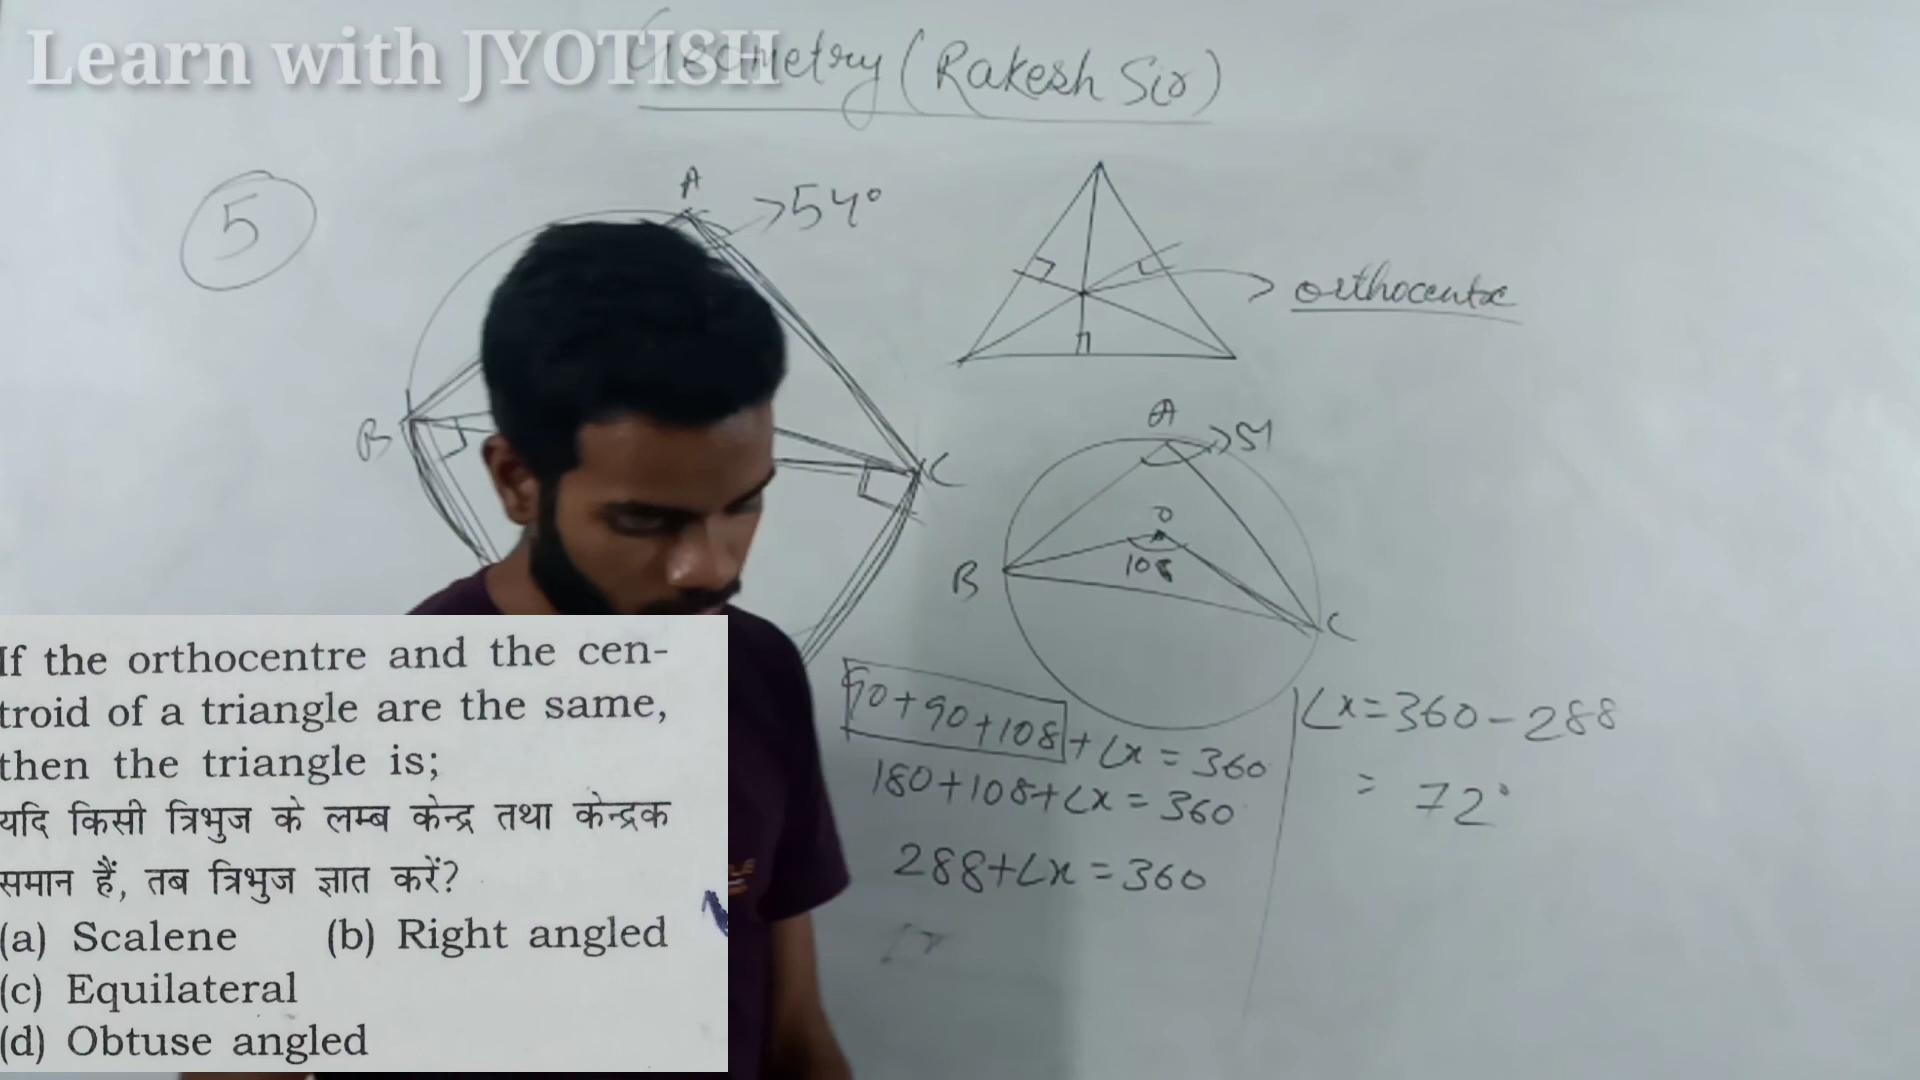 Learn with JYOTISH
Geometry (Rakesh Sir)
5
A
54°
B
C
orthocentre
A
54
O
108
B
C
90+90+108+∠x=360
180+108+∠x=360
288+∠x=360
∠x=360-288
= 72°
If the orthocentre and the cen-
troid of a triangle are the same,
then the triangle is;
यदि किसी त्रिभुज के लम्ब केन्द्र तथा केन्द्रक
समान हैं, तब त्रिभुज ज्ञात करें?
(a) Scalene (b) Right angled
(c) Equilateral
(d) Obtuse angled